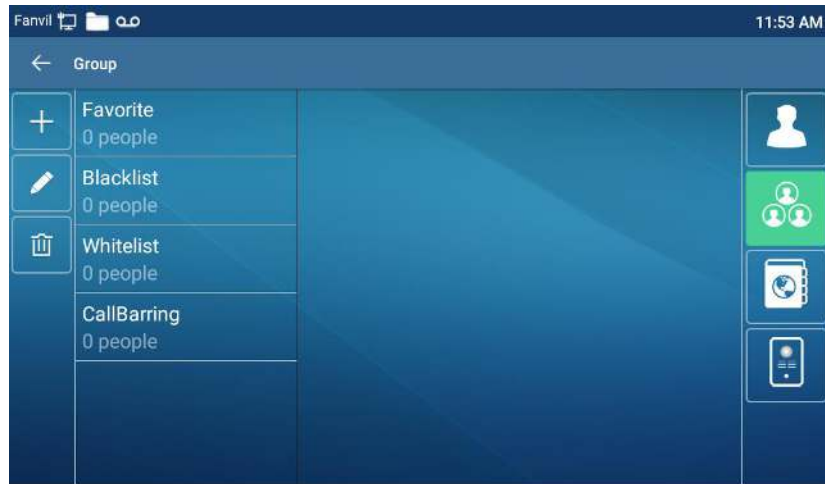 Fanvil 11:53 AM
Group
Favorite
0 people
Blacklist
0 people
Whitelist
0 people
CallBarring
0 people